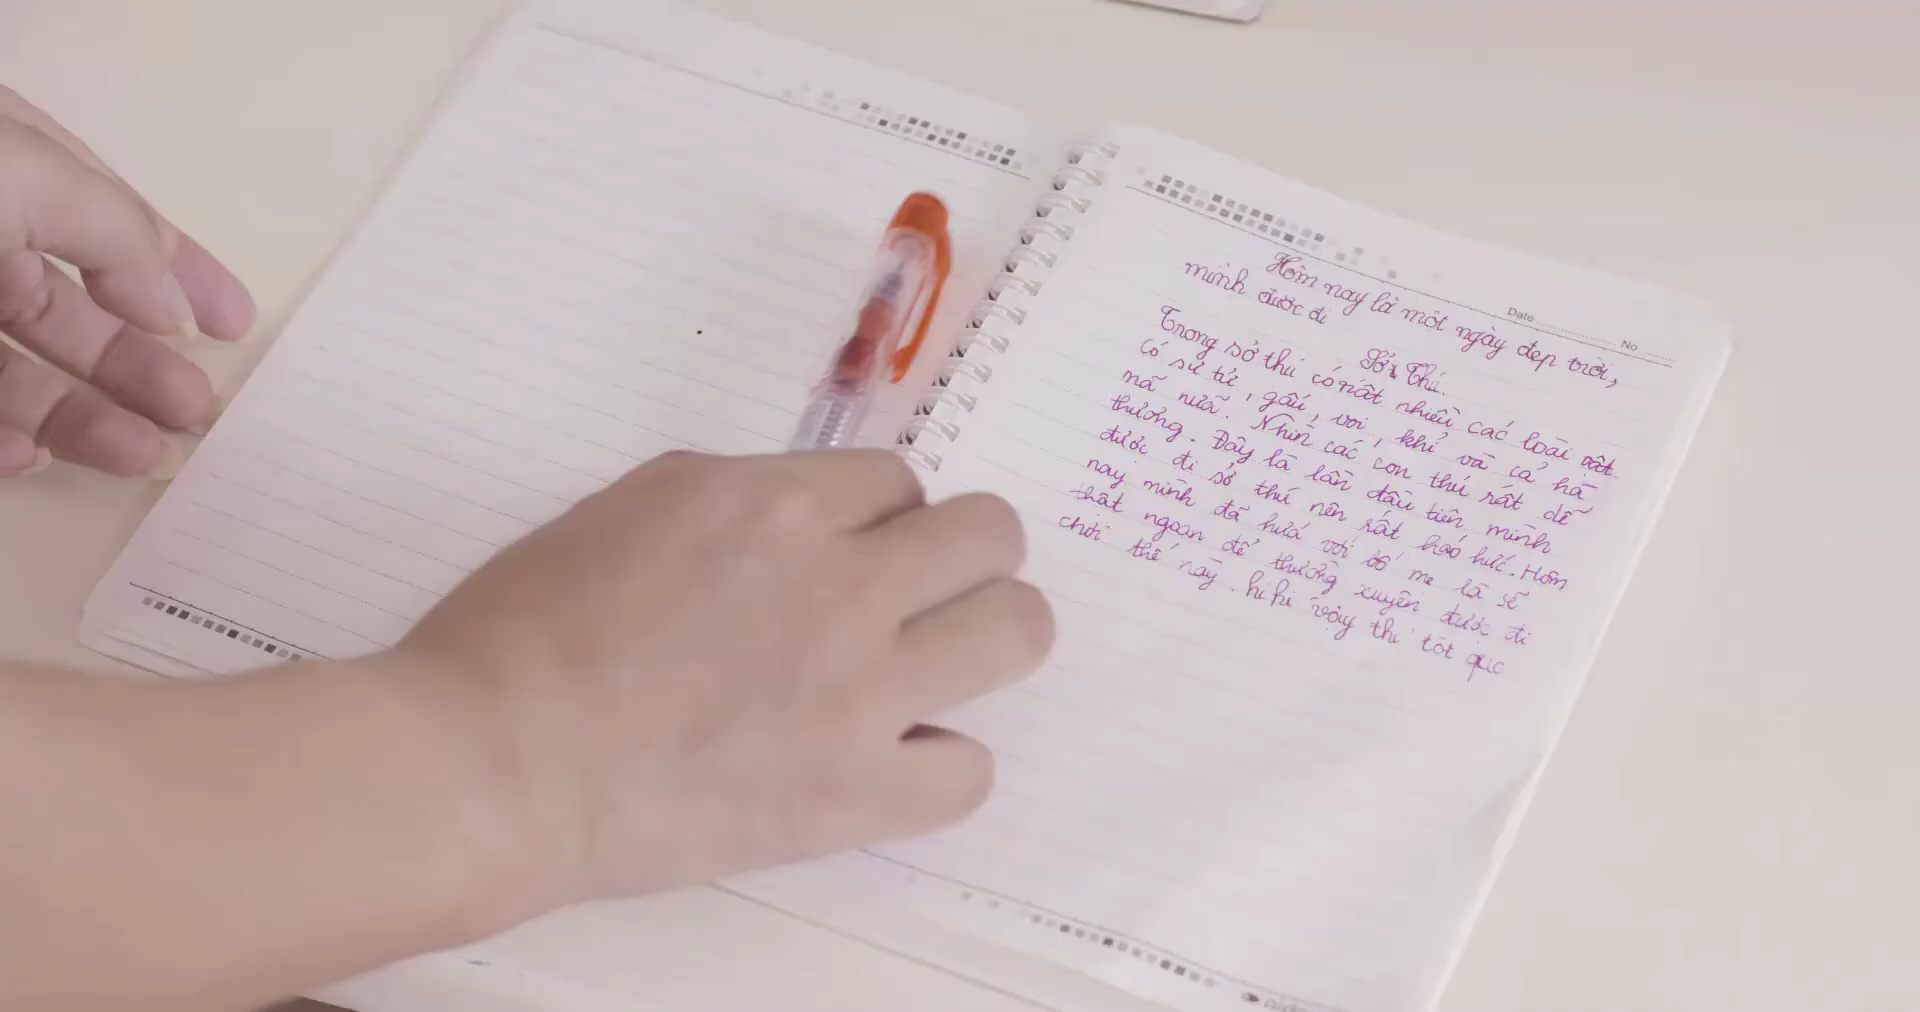 Date
No
Hôm nay là một ngày đẹp trời,
mình được đi
Sở Thú.
Trong sở thú có rất nhiều các loài vật.
Có sư tử, gấu, voi, khỉ và cả hà
mã nữa. Nhìn các con thú rất dễ
thương. Đây là lần đầu tiên mình
được đi sở thú nên rất háo hức. Hôm
nay mình đã hứa với bố mẹ là sẽ
thật ngoan để thường xuyên được đi
chơi thế này. hi hi vậy thì tốt quá